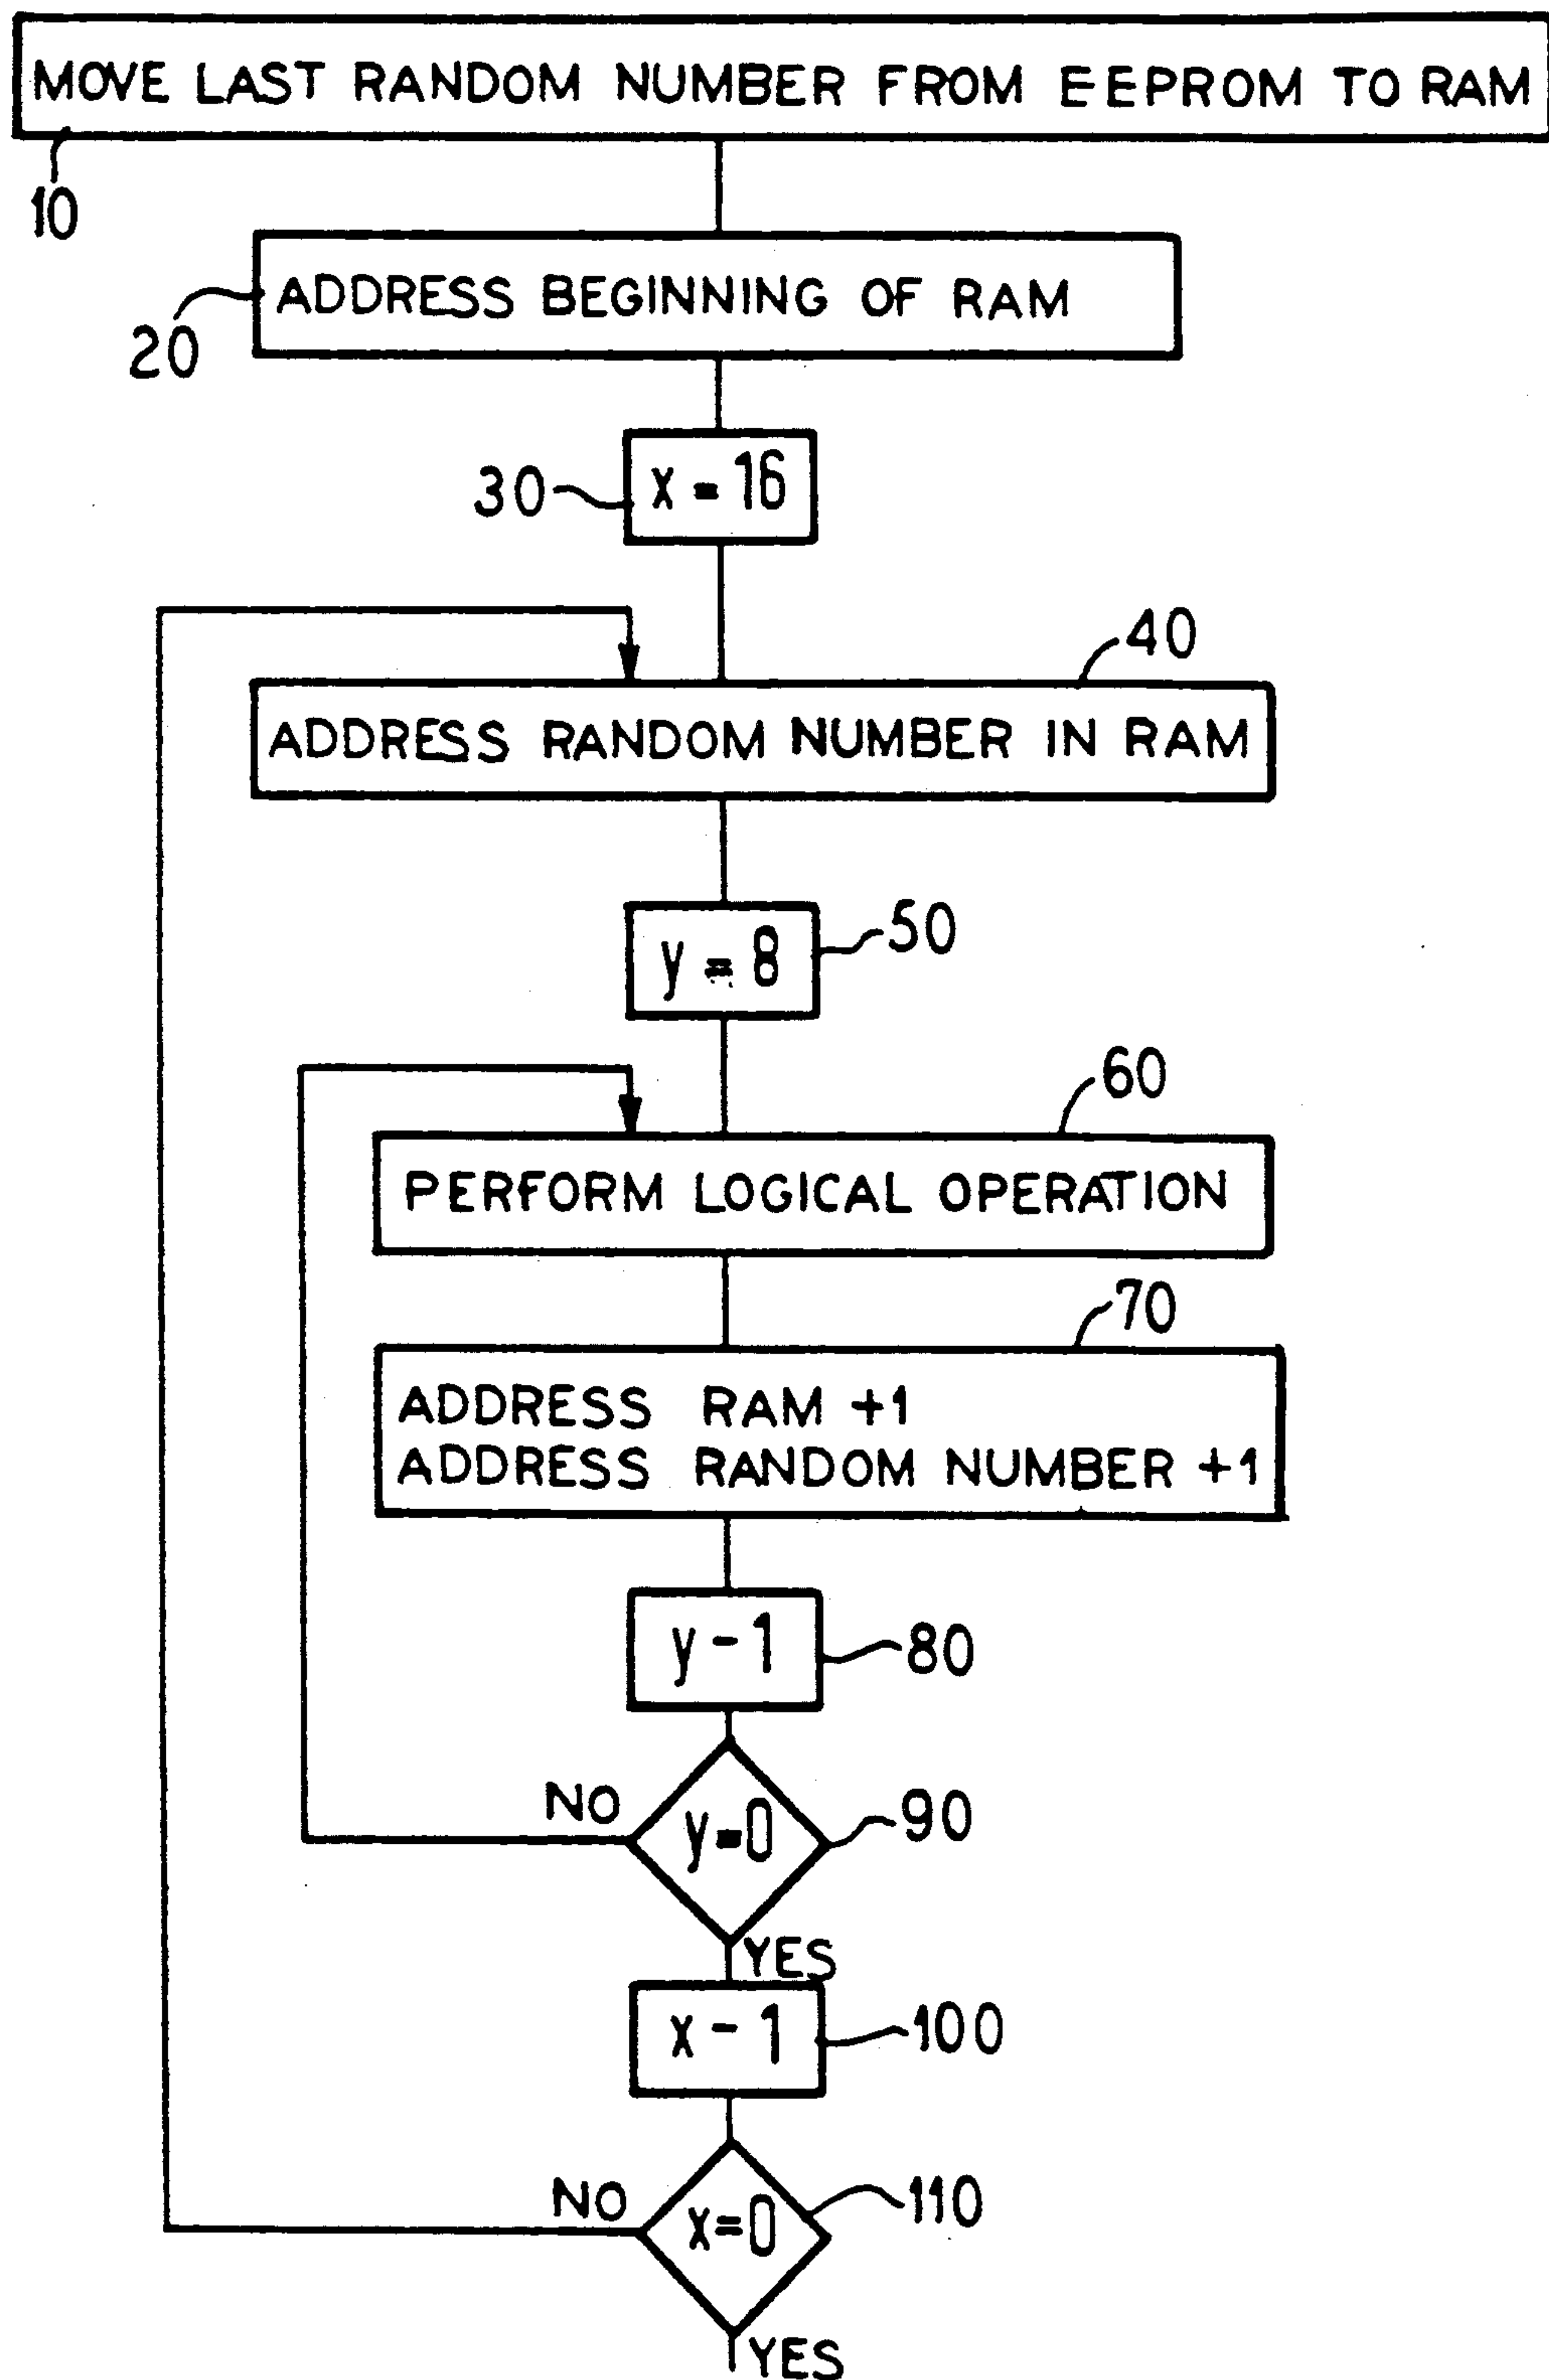 MOVE LAST RANDOM NUMBER FROM EEPROM TO RAM
10
ADDRESS BEGINNING OF RAM
20
x = 16
30
40
ADDRESS RANDOM NUMBER IN RAM
y = 8
50
60
PERFORM LOGICAL OPERATION
70
ADDRESS RAM +1
ADDRESS RANDOM NUMBER +1
y - 1
80
NO
y=0
90
YES
x - 1
100
NO
x=0
110
YES